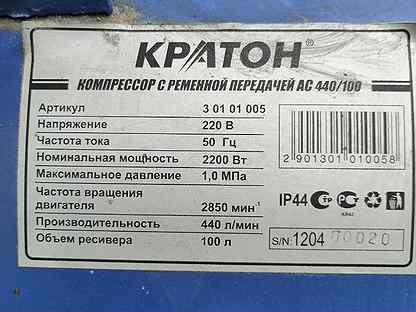 КРАТОН®
КОМПРЕССОР С РЕМЕННОЙ ПЕРЕДАЧЕЙ АС 440/100
Артикул 3 01 01 005
Напряжение 220 В
Частота тока 50 Гц
Номинальная мощность 2200 Вт
Максимальное давление 1,0 МПа
Частота вращения
двигателя 2850 мин⁻¹
Производительность 440 л/мин
Объем ресивера 100 л
2 901301 010058
IP44
S/N: 1204 70020